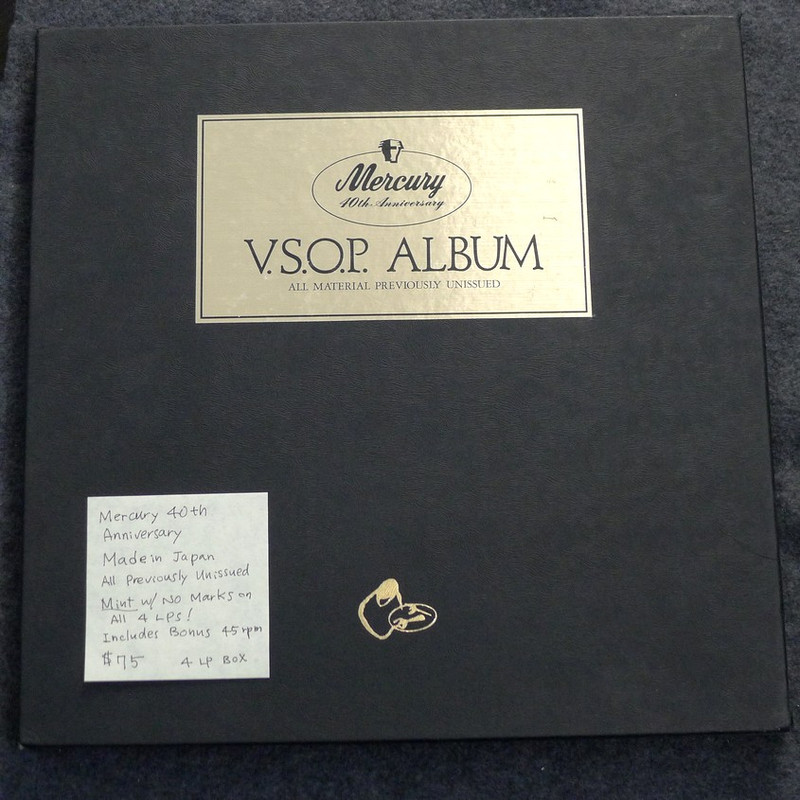 Mercury
40th Anniversary
V.S.O.P. ALBUM
ALL MATERIAL PREVIOUSLY UNISSUED
Mercury 40th
Anniversary
Made in Japan
All Previously Unissued
Mint w/ No Marks on
All 4 LPs!
Includes Bonus 45 rpm
$75 4 LP BOX